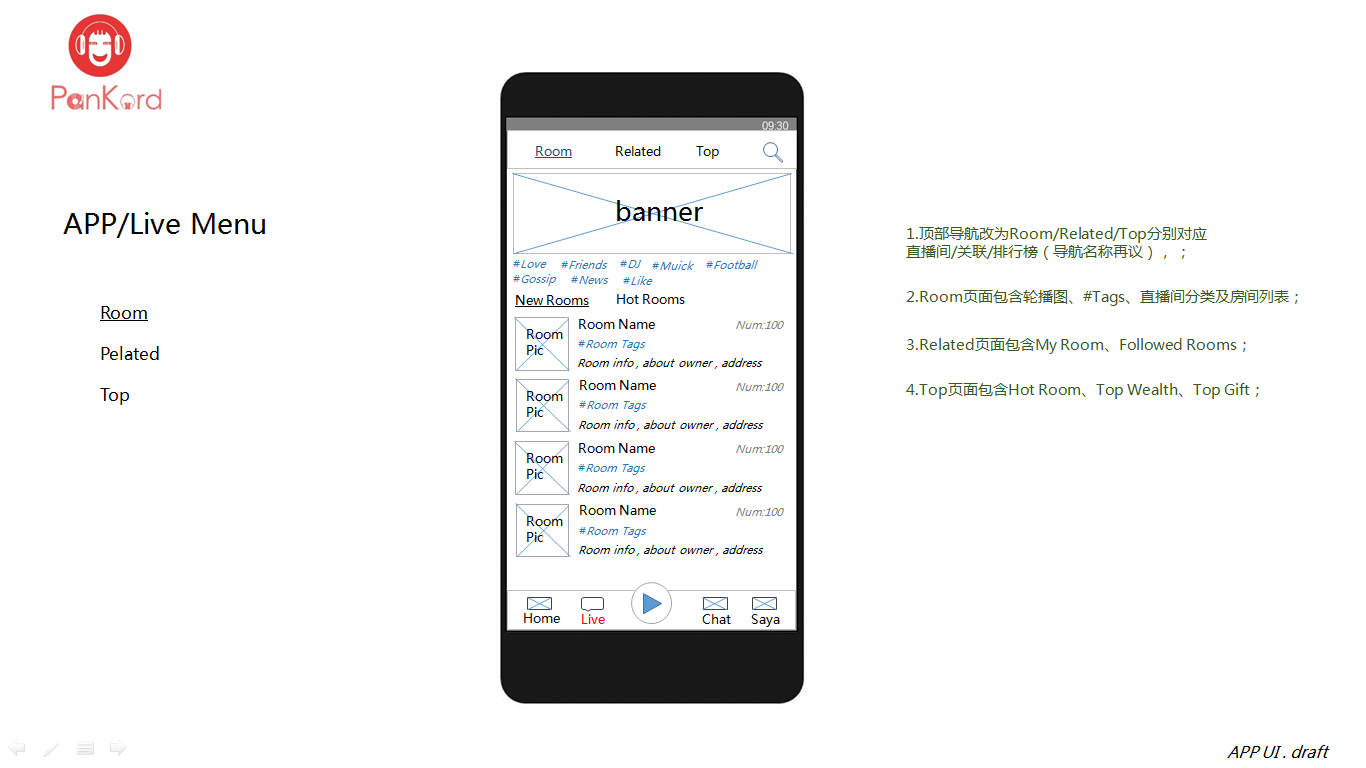 PanKord
APP/Live Menu
Room
Pelated
Top
09:30
Room Related Top
banner
#Love #Friends #DJ #Muick #Football
#Gossip #News #Like
New Rooms Hot Rooms
Room Pic
Room Name Num:100
#Room Tags
Room info , about owner , address
Room Pic
Room Name Num:100
#Room Tags
Room info , about owner , address
Room Pic
Room Name Num:100
#Room Tags
Room info , about owner , address
Room Pic
Room Name Num:100
#Room Tags
Room info , about owner , address
Home Live Chat Saya
1.顶部导航改为Room/Related/Top分别对应
直播间/关联/排行榜（导航名称再议），；
2.Room页面包含轮播图、#Tags、直播间分类及房间列表；
3.Related页面包含My Room、Followed Rooms；
4.Top页面包含Hot Room、Top Wealth、Top Gift；
APP UI . draft